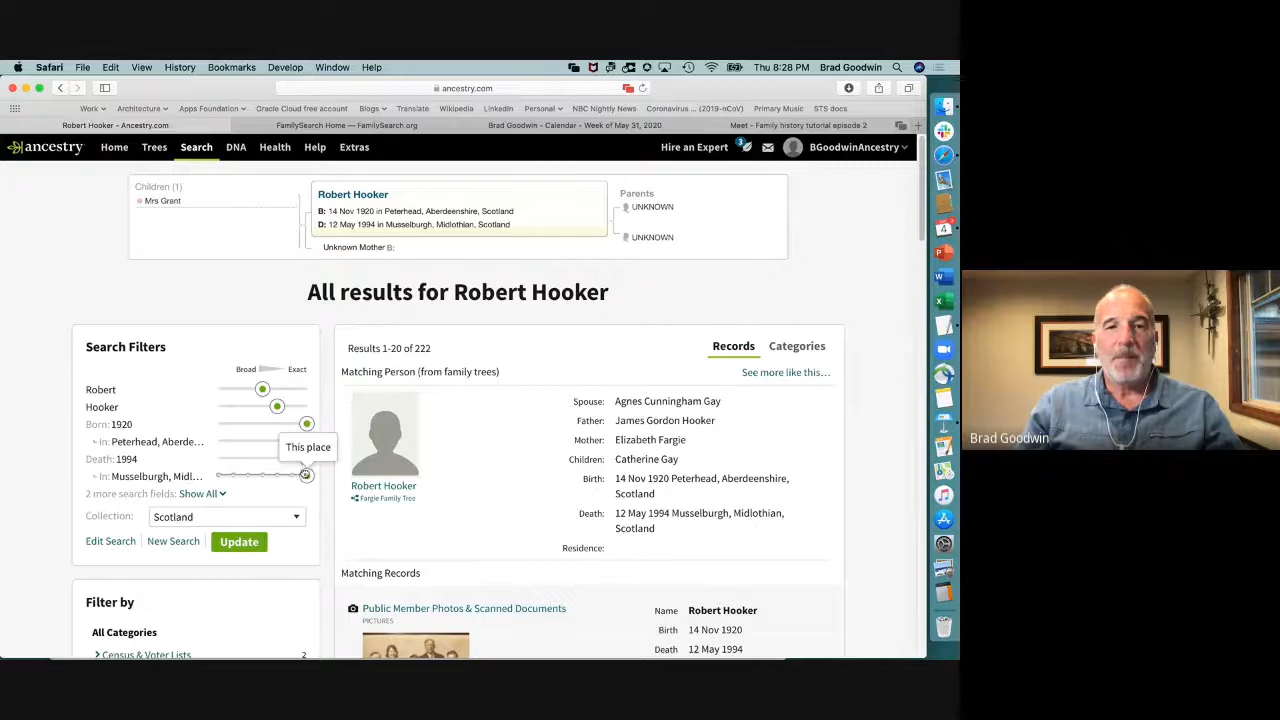 Safari File Edit View History Bookmarks Develop Window Help Thu 8:28 PM Brad Goodwin
ancestry.com
Work Architecture Apps Foundation Oracle Cloud free account Blogs Translate Wikipedia LinkedIn Personal NBC Nightly News Coronavirus ... (2019-nCoV) Primary Music STS docs
Robert Hooker - Ancestry.com FamilySearch Home — FamilySearch.org Brad Goodwin - Calendar - Week of May 31, 2020 Meet - Family history tutorial episode 2
ancestry Home Trees Search DNA Health Help Extras Hire an Expert 3 BGoodwinAncestry
Children (1)
Mrs Grant
Robert Hooker
B: 14 Nov 1920 in Peterhead, Aberdeenshire, Scotland
D: 12 May 1994 in Musselburgh, Midlothian, Scotland
Unknown Mother B:
Parents
UNKNOWN
UNKNOWN
All results for Robert Hooker
Search Filters
Broad Exact
Robert
Hooker
Born: 1920
In: Peterhead, Aberde...
This place
Death: 1994
In: Musselburgh, Midl...
2 more search fields: Show All
Collection: Scotland
Edit Search New Search Update
Filter by
All Categories
Census & Voter Lists 2
Results 1-20 of 222
Records Categories
Matching Person (from family trees) See more like this...
Robert Hooker
Fargie Family Tree
Spouse: Agnes Cunningham Gay
Father: James Gordon Hooker
Mother: Elizabeth Fargie
Children: Catherine Gay
Birth: 14 Nov 1920 Peterhead, Aberdeenshire,
Scotland
Death: 12 May 1994 Musselburgh, Midlothian,
Scotland
Residence:
Matching Records
Public Member Photos & Scanned Documents
PICTURES
Name Robert Hooker
Birth 14 Nov 1920
Death 12 May 1994
4
Brad Goodwin